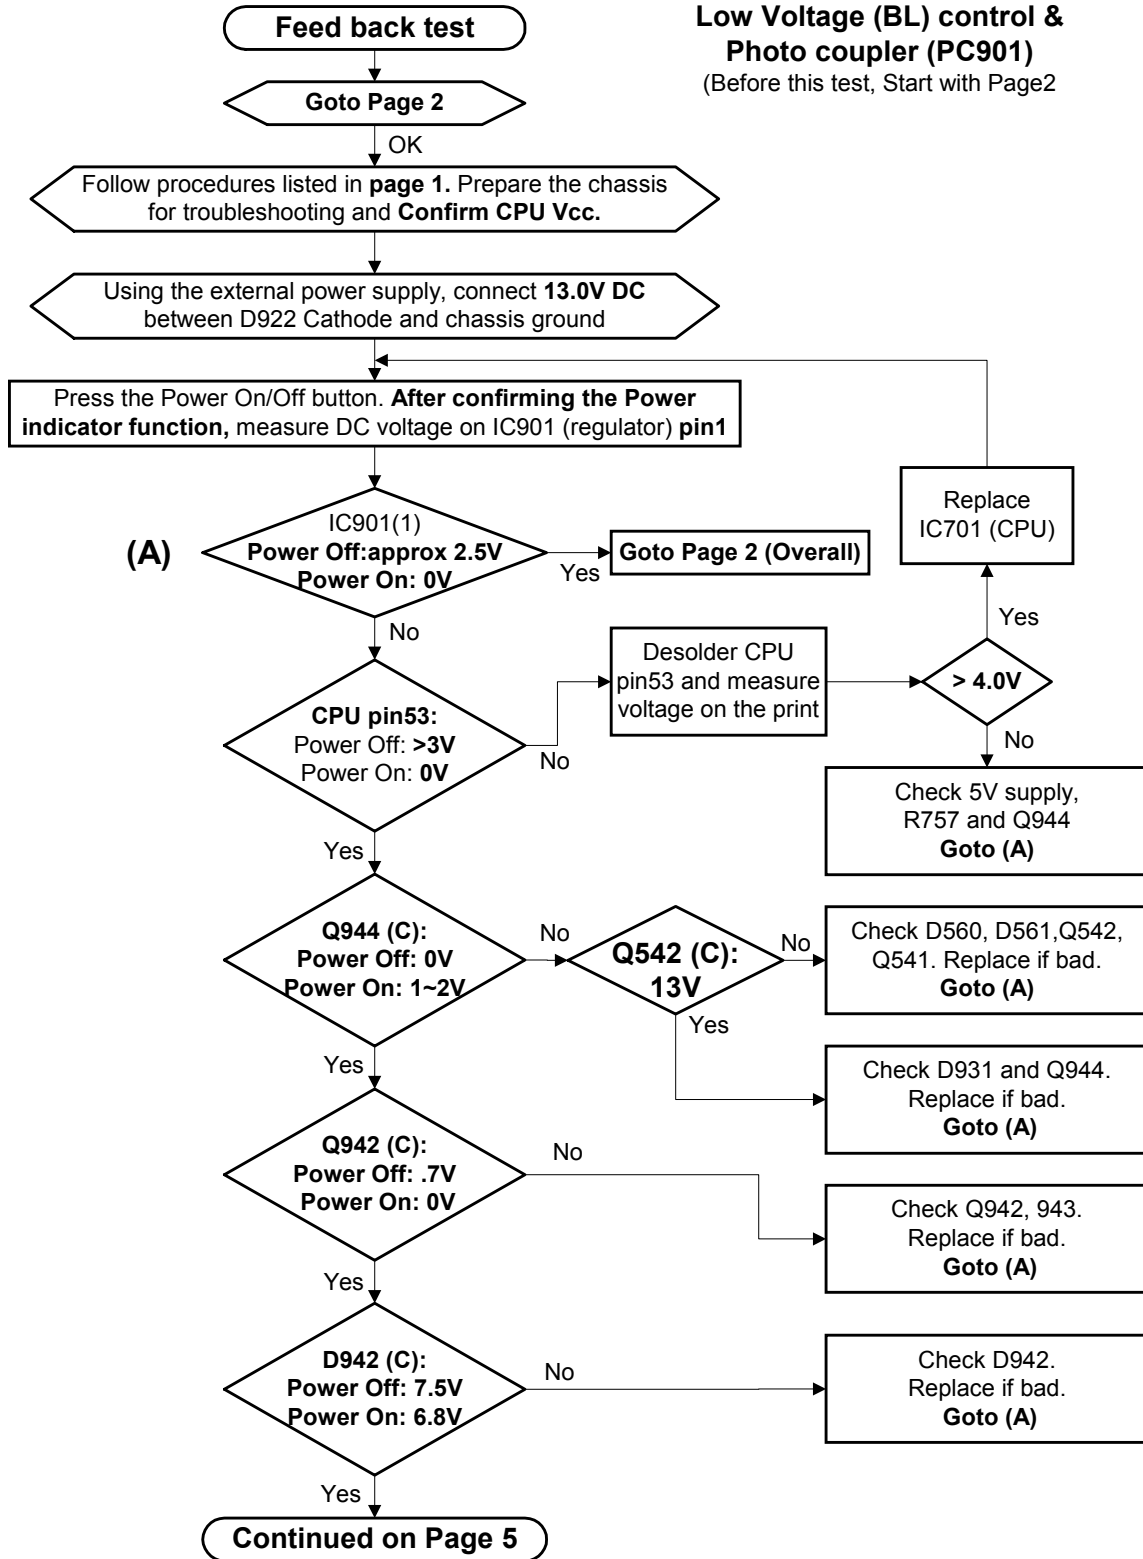 Feed back test
Low Voltage (BL) control &
Photo coupler (PC901)
(Before this test, Start with Page2
Goto Page 2
OK
Follow procedures listed in page 1. Prepare the chassis
for troubleshooting and Confirm CPU Vcc.
Using the external power supply, connect 13.0V DC
between D922 Cathode and chassis ground
Press the Power On/Off button. After confirming the Power
indicator function, measure DC voltage on IC901 (regulator) pin1
(A)
IC901(1)
Power Off:approx 2.5V
Power On: 0V
Yes
Goto Page 2 (Overall)
Replace
IC701 (CPU)
No
Yes
CPU pin53:
Power Off: >3V
Power On: 0V
No
Desolder CPU
pin53 and measure
voltage on the print
> 4.0V
No
Check 5V supply,
R757 and Q944
Goto (A)
Yes
Q944 (C):
Power Off: 0V
Power On: 1~2V
No
Q542 (C):
13V
No
Check D560, D561,Q542,
Q541. Replace if bad.
Goto (A)
Yes
Check D931 and Q944.
Replace if bad.
Goto (A)
Yes
Q942 (C):
Power Off: .7V
Power On: 0V
No
Check Q942, 943.
Replace if bad.
Goto (A)
Yes
D942 (C):
Power Off: 7.5V
Power On: 6.8V
No
Check D942.
Replace if bad.
Goto (A)
Yes
Continued on Page 5